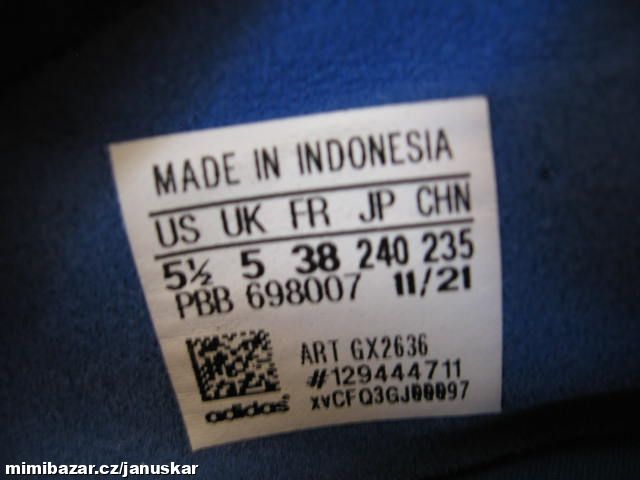 MADE IN INDONESIA
US UK FR JP CHN
5½ 5 38 240 235
PBB 698007 11/21
ART GX2636
#129444711
xvCFQ3GJ00097
adidas
mimibazar.cz/januskar